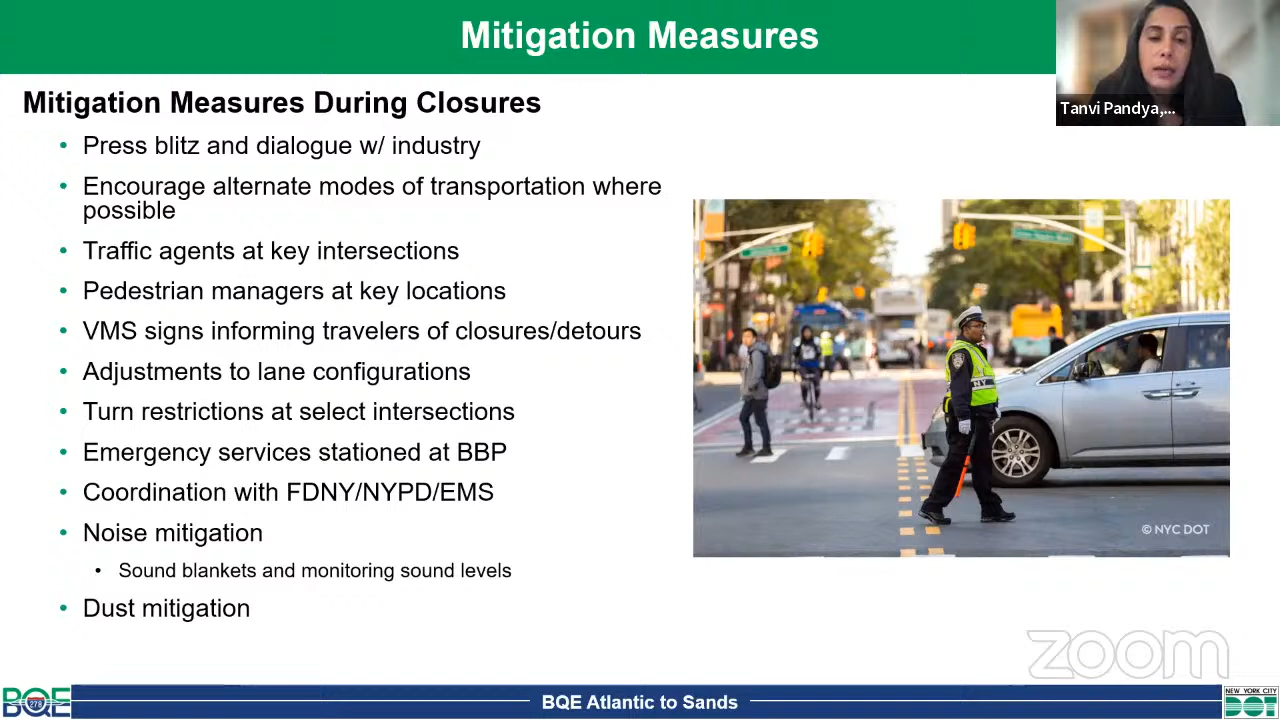 Mitigation Measures
Tanvi Pandya,...
Mitigation Measures During Closures
• Press blitz and dialogue w/ industry
• Encourage alternate modes of transportation where
possible
• Traffic agents at key intersections
• Pedestrian managers at key locations
• VMS signs informing travelers of closures/detours
• Adjustments to lane configurations
• Turn restrictions at select intersections
• Emergency services stationed at BBP
• Coordination with FDNY/NYPD/EMS
• Noise mitigation
• Sound blankets and monitoring sound levels
• Dust mitigation
NY
© NYC DOT
zoom
BQE
278
BQE Atlantic to Sands
NEW YORK CITY
DOT